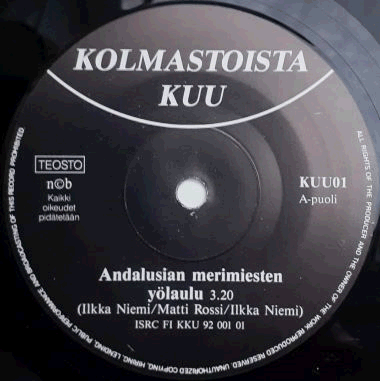 KOLMASTOISTA
KUU
TEOSTO
n©b
Kaikki
oikeudet
pidätetään
KUU01
A-puoli
Andalusian merimiesten
yölaulu 3.20
(Ilkka Niemi/Matti Rossi/Ilkka Niemi)
ISRC FI KKU 92 001 01
ALL RIGHTS OF THE PRODUCER AND THE OWNER OF THE WORK REPRODUCED RESERVED. UNAUTHORIZED COPYING, HIRING, LENDING, PUBLIC PERFORMANCE AND BROADCASTING OF THIS RECORD PROHIBITED